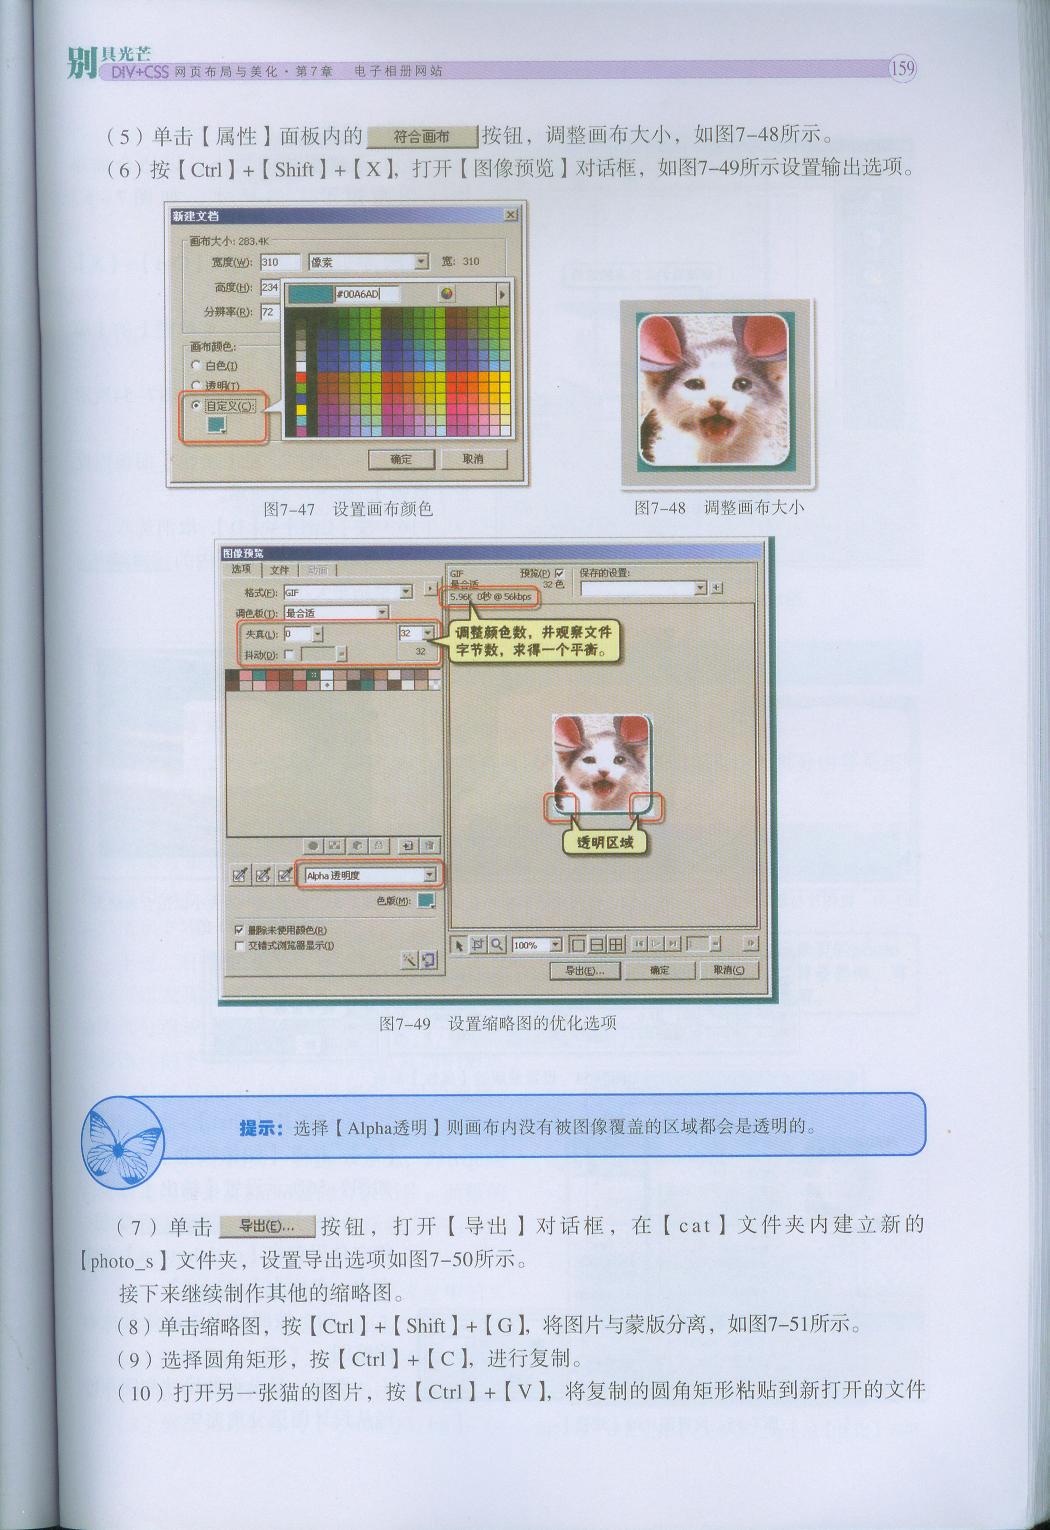 别具光芒
DIV+CSS 网页布局与美化·第7章 电子相册网站
159
（5）单击【属性】面板内的 符合画布 按钮，调整画布大小，如图7-48所示。
（6）按【Ctrl】+【Shift】+【X】，打开【图像预览】对话框，如图7-49所示设置输出选项。
新建文档
画布大小: 283.4K
宽度(W): 310 像素 宽: 310
高度(H): 234
#00A6AD
分辨率(R): 72
画布颜色:
白色(I)
透明(T)
自定义(C):
确定 取消
图7-47 设置画布颜色
图7-48 调整画布大小
图像预览
选项 文件 动画
格式(F): GIF
调色板(T): 最合适
失真(L): 0 32
抖动(D): 32
GIF 预览(P) 保存的设置:
最合适 32 色
5.96K 0秒 @ 56kbps
调整颜色数，并观察文件
字节数，求得一个平衡。
透明区域
Alpha 透明度
色版(M):
删除未使用颜色(R)
交错式浏览器显示(I)
100%
导出(E)... 确定 取消(C)
图7-49 设置缩略图的优化选项
提示：选择【Alpha透明】则画布内没有被图像覆盖的区域都会是透明的。
（7）单击 导出(E)... 按钮，打开【导出】对话框，在【cat】文件夹内建立新的
【photo_s】文件夹，设置导出选项如图7-50所示。
接下来继续制作其他的缩略图。
（8）单击缩略图，按【Ctrl】+【Shift】+【G】，将图片与蒙版分离，如图7-51所示。
（9）选择圆角矩形，按【Ctrl】+【C】，进行复制。
（10）打开另一张猫的图片，按【Ctrl】+【V】，将复制的圆角矩形粘贴到新打开的文件